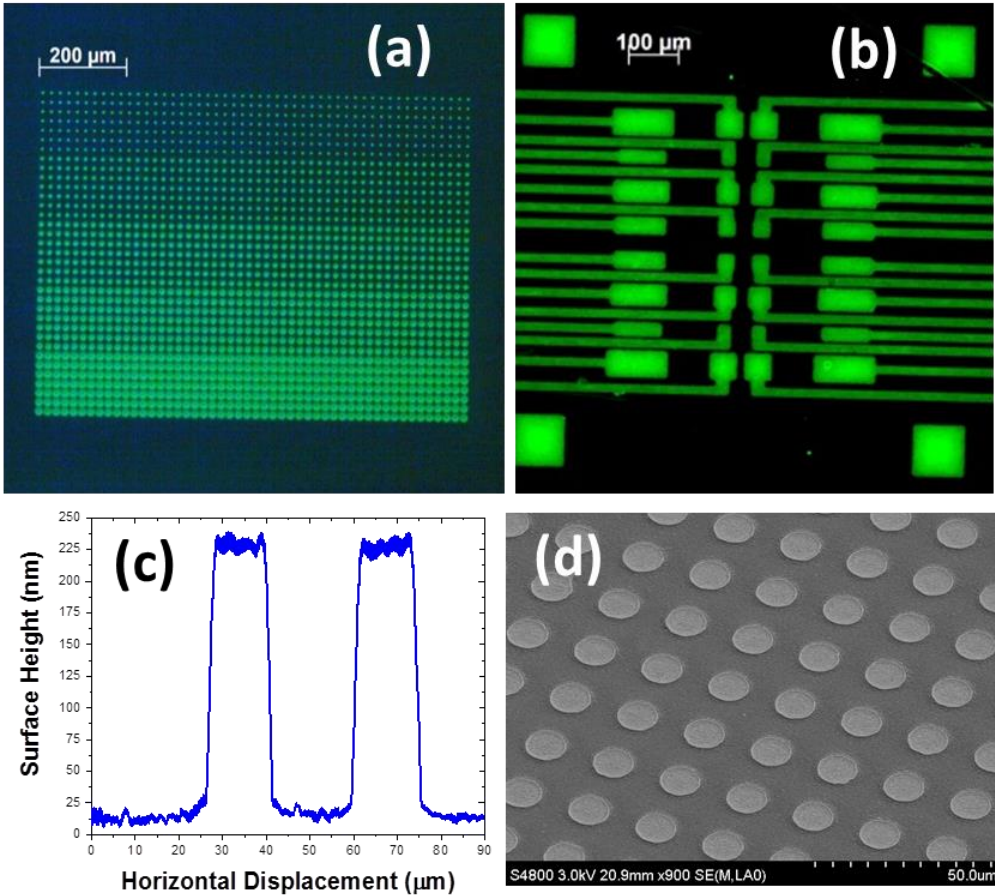 (a)
200 µm
(b)
100 µm
(c)
Surface Height (nm)
250
225
200
175
150
125
100
75
50
25
0
0 10 20 30 40 50 60 70 80 90
Horizontal Displacement (µm)
(d)
S4800 3.0kV 20.9mm x900 SE(M,LA0) 50.0um